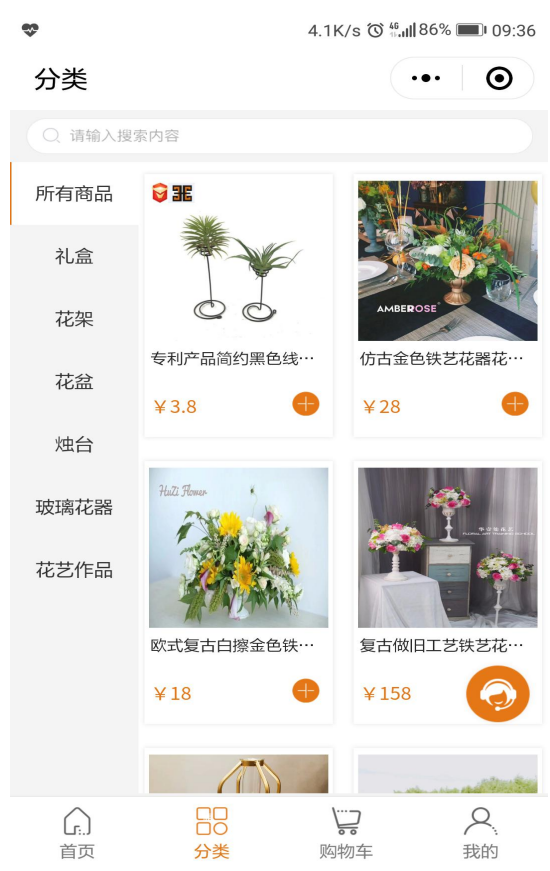 4.1K/s 4G 86% 09:36
分类
请输入搜索内容
所有商品
礼盒
花架
花盆
烛台
玻璃花器
花艺作品
专利产品简约黑色线…
￥3.8
AMBEROSE
仿古金色铁艺花器花…
￥28
HuZi Flower
欧式复古白擦金色铁…
￥18
复古做旧工艺铁艺花…
￥158
首页
分类
购物车
我的